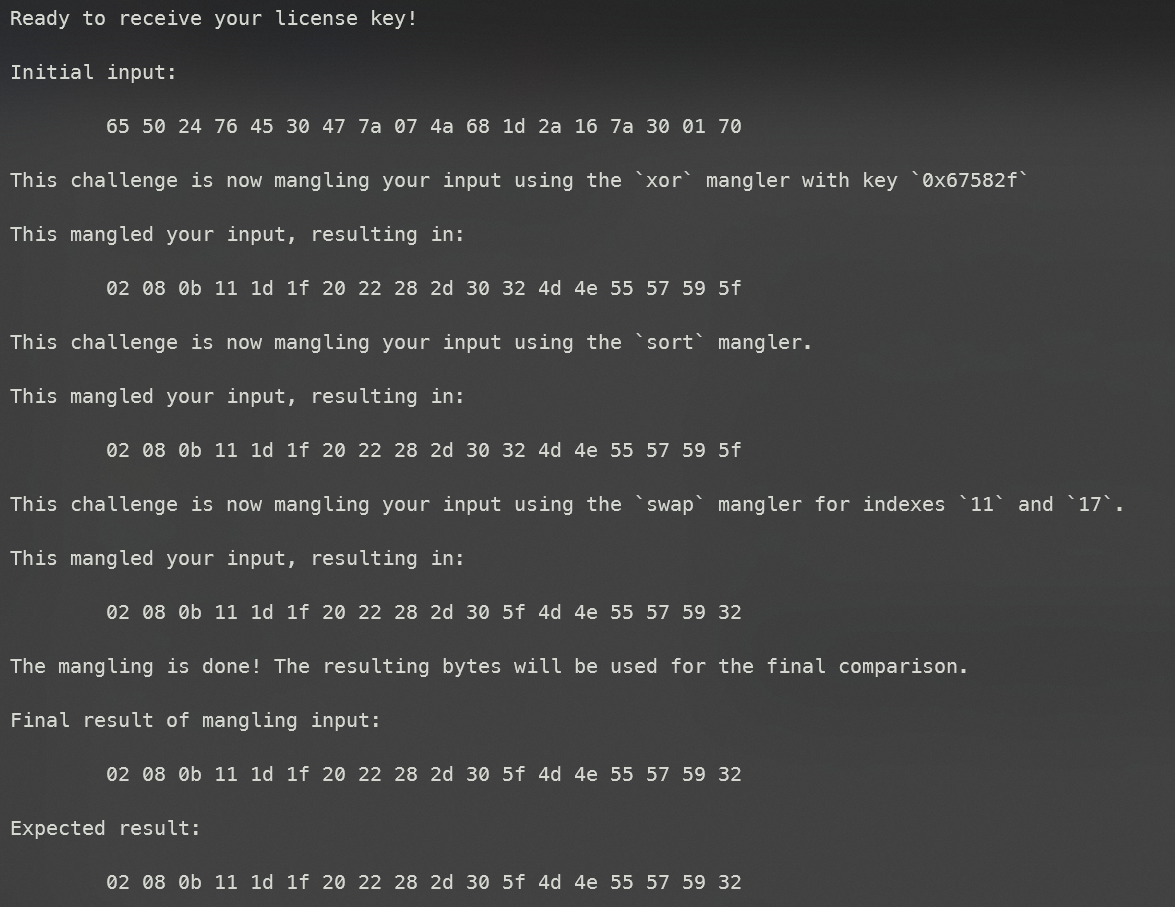 Ready to receive your license key!
Initial input:
65 50 24 76 45 30 47 7a 07 4a 68 1d 2a 16 7a 30 01 70
This challenge is now mangling your input using the `xor` mangler with key `0x67582f`
This mangled your input, resulting in:
02 08 0b 11 1d 1f 20 22 28 2d 30 32 4d 4e 55 57 59 5f
This challenge is now mangling your input using the `sort` mangler.
This mangled your input, resulting in:
02 08 0b 11 1d 1f 20 22 28 2d 30 32 4d 4e 55 57 59 5f
This challenge is now mangling your input using the `swap` mangler for indexes `11` and `17`.
This mangled your input, resulting in:
02 08 0b 11 1d 1f 20 22 28 2d 30 5f 4d 4e 55 57 59 32
The mangling is done! The resulting bytes will be used for the final comparison.
Final result of mangling input:
02 08 0b 11 1d 1f 20 22 28 2d 30 5f 4d 4e 55 57 59 32
Expected result:
02 08 0b 11 1d 1f 20 22 28 2d 30 5f 4d 4e 55 57 59 32